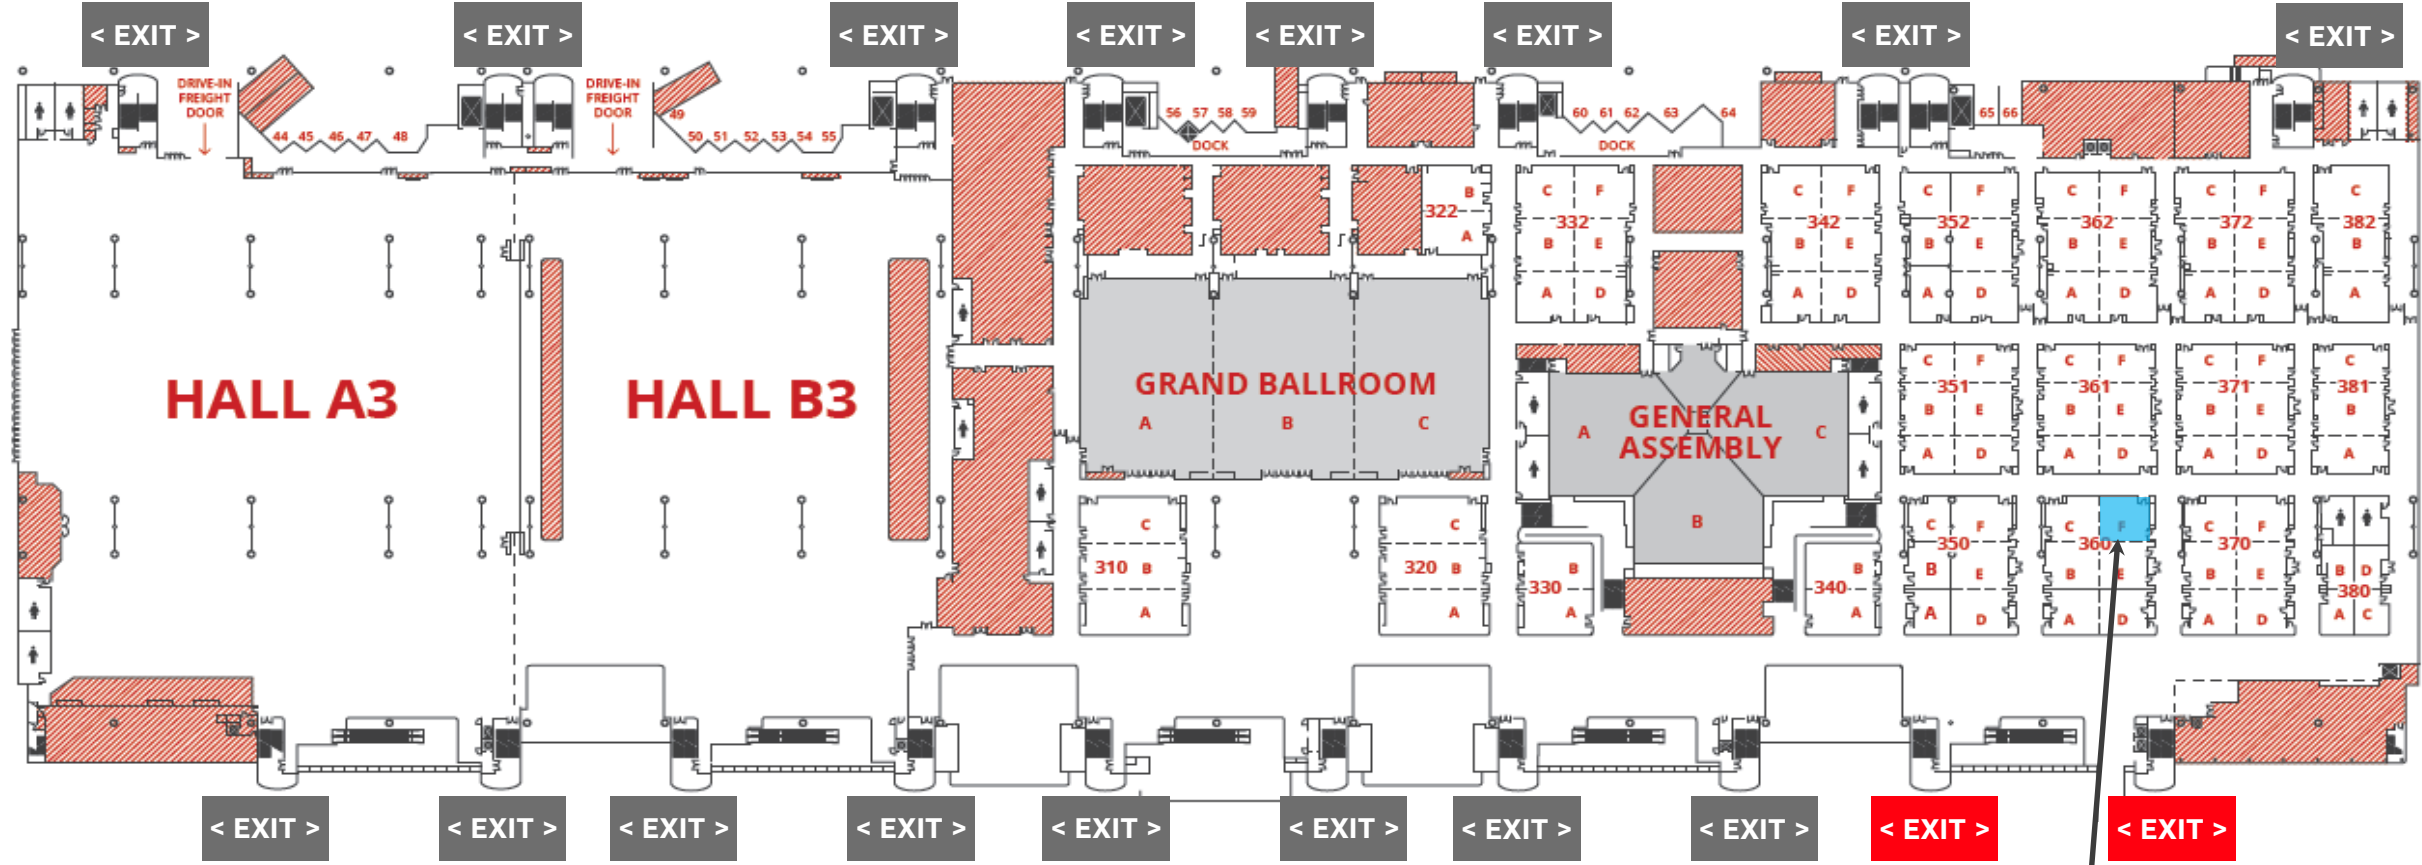 < EXIT > < EXIT > < EXIT > < EXIT > < EXIT > < EXIT > < EXIT > < EXIT >
DRIVE-IN
FREIGHT
DOOR
44 45 46 47 48
DRIVE-IN
FREIGHT
DOOR
49
50 51 52 53 54 55
56 57 58 59
DOCK
60 61 62 63 64
DOCK
65 66
B
322
A
C F
332
B E
A D
C F
342
B E
A D
C F
352
B E
A D
C F
362
B E
A D
C F
372
B E
A D
C
382
B
A
HALL A3
HALL B3
GRAND BALLROOM
A B C
GENERAL
ASSEMBLY
A C
B
C F
351
B E
A D
C F
361
B E
A D
C F
371
B E
A D
C
381
B
A
C
310 B
A
C
320 B
A
B
330
A
B
340
A
C F
350
B E
A D
C F
360
B E
A D
C F
370
B E
A D
B D
380
A C
< EXIT > < EXIT > < EXIT > < EXIT > < EXIT > < EXIT > < EXIT > < EXIT > < EXIT > < EXIT >